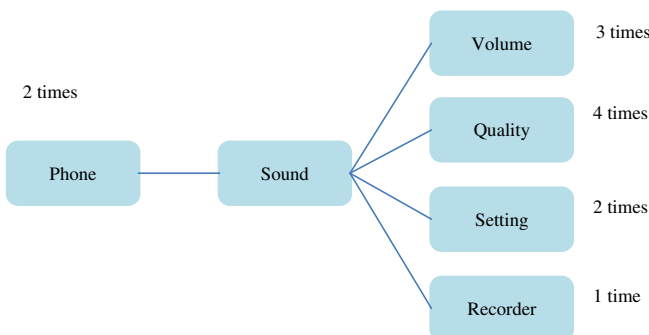 Volume 3 times
2 times
Quality 4 times
Phone Sound
Setting 2 times
Recorder 1 time